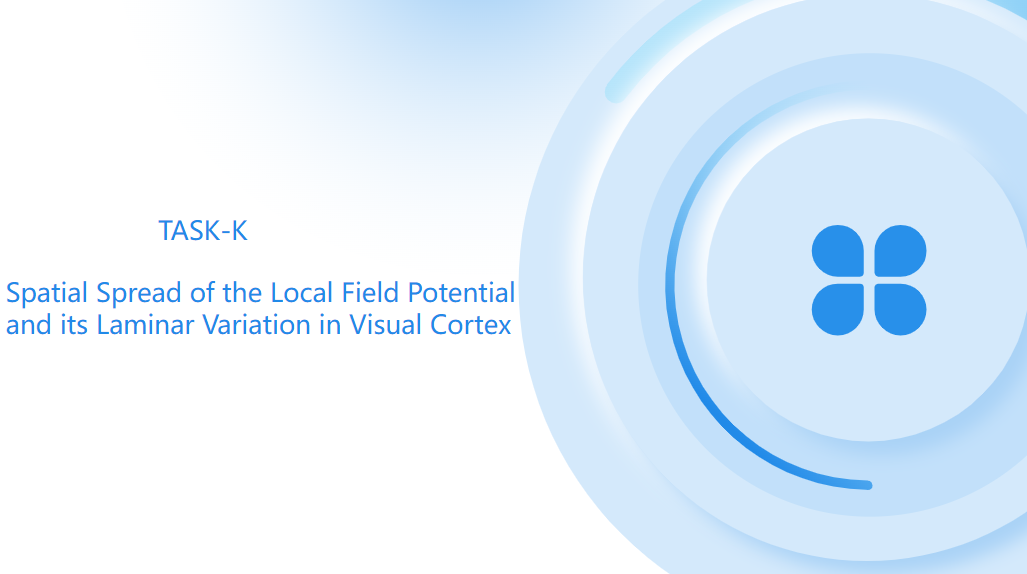 TASK-K
Spatial Spread of the Local Field Potential
and its Laminar Variation in Visual Cortex